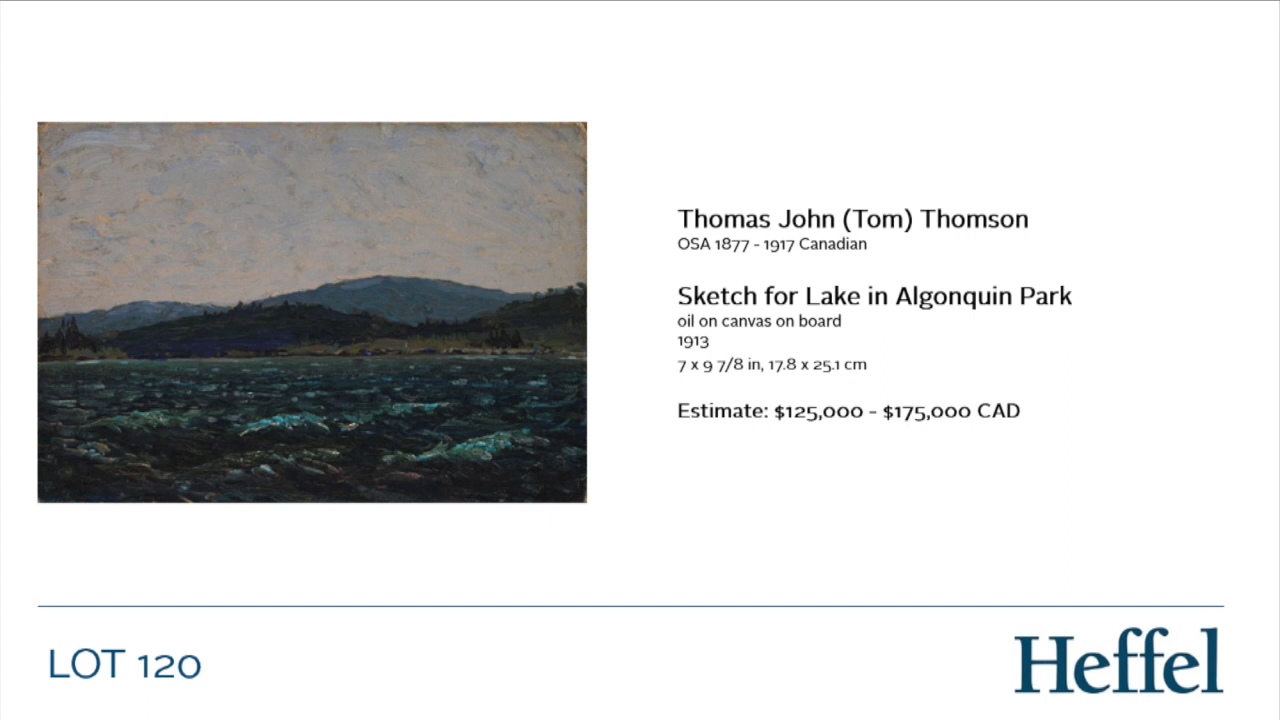 Thomas John (Tom) Thomson
OSA 1877 - 1917 Canadian
Sketch for Lake in Algonquin Park
oil on canvas on board
1913
7 x 9 7/8 in, 17.8 x 25.1 cm
Estimate: $125,000 - $175,000 CAD
LOT 120
Heffel